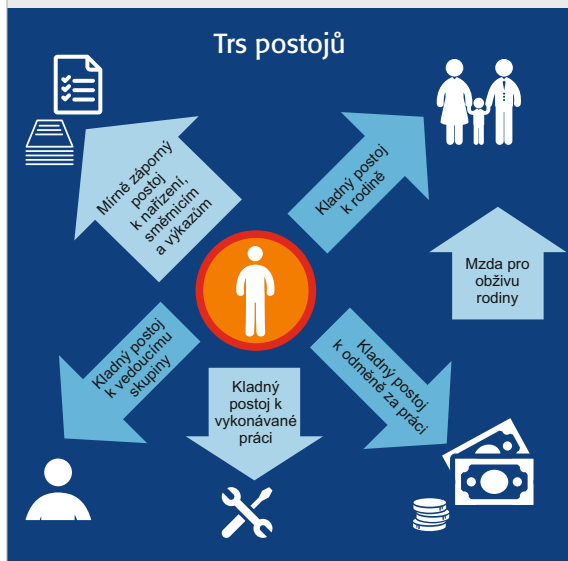 Trs postojů
Mírně záporný
postoj
k nařízení,
směrnicím
a výkazům
Kladný postoj
k rodině
Mzda pro
obživu
rodiny
Kladný postoj
k vedoucímu
skupiny
Kladný
postoj k
vykonávané
práci
Kladný postoj
k odměně za
práci